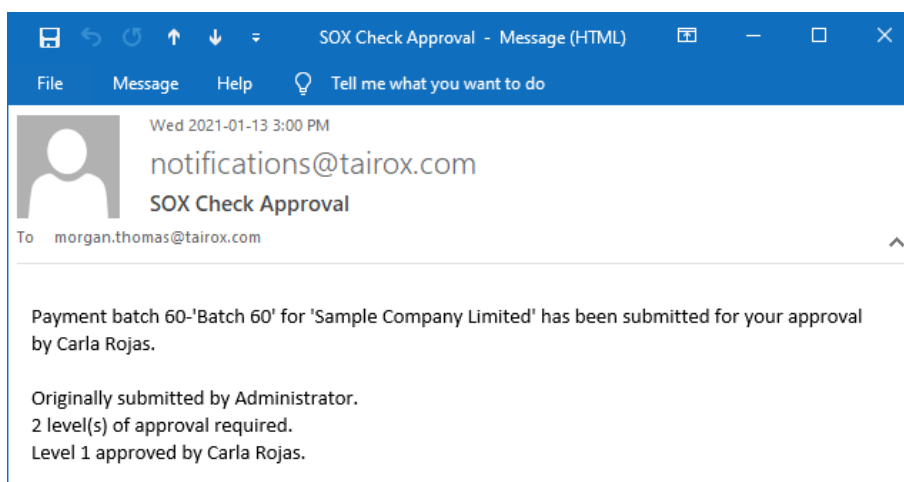 SOX Check Approval - Message (HTML)
File Message Help Tell me what you want to do
Wed 2021-01-13 3:00 PM
notifications@tairox.com
SOX Check Approval
To morgan.thomas@tairox.com
Payment batch 60-'Batch 60' for 'Sample Company Limited' has been submitted for your approval
by Carla Rojas.
Originally submitted by Administrator.
2 level(s) of approval required.
Level 1 approved by Carla Rojas.